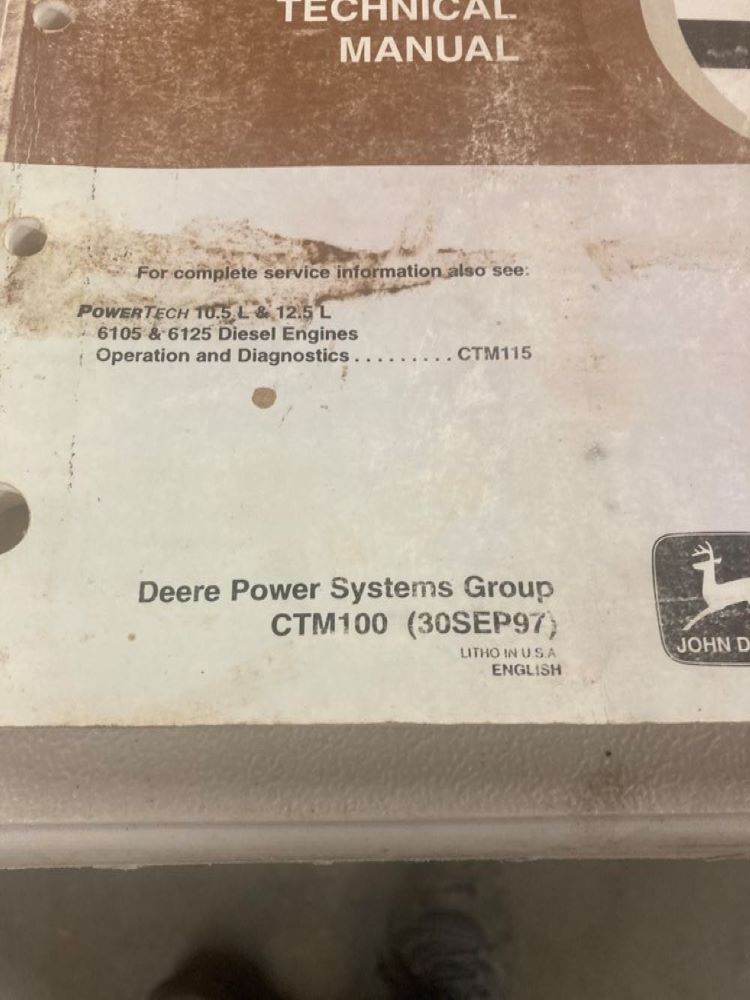 TECHNICAL
MANUAL
For complete service information also see:
POWERTECH 10.5 L & 12.5 L
6105 & 6125 Diesel Engines
Operation and Diagnostics . . . . . . . . . CTM115
Deere Power Systems Group
CTM100 (30SEP97)
LITHO IN U.S.A
ENGLISH
JOHN D